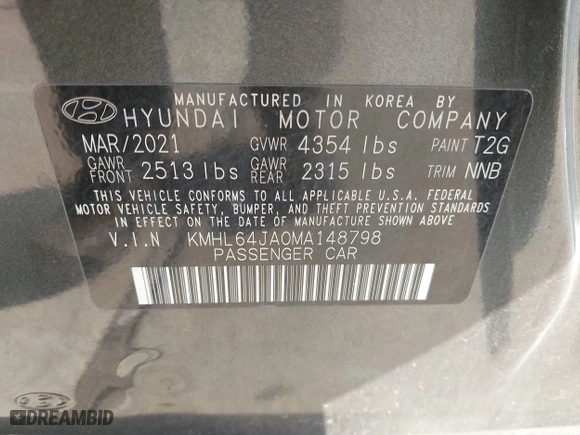 MANUFACTURED IN KOREA BY
HYUNDAI MOTOR COMPANY
MAR/2021 GVWR 4354 lbs PAINT T2G
GAWR FRONT 2513 lbs GAWR REAR 2315 lbs TRIM NNB
THIS VEHICLE CONFORMS TO ALL APPLICABLE U.S.A. FEDERAL
MOTOR VEHICLE SAFETY, BUMPER, AND THEFT PREVENTION STANDARDS
IN EFFECT ON THE DATE OF MANUFACTURE SHOWN ABOVE
V.I.N KMHL64JA0MA148798
PASSENGER CAR
DREAMBID